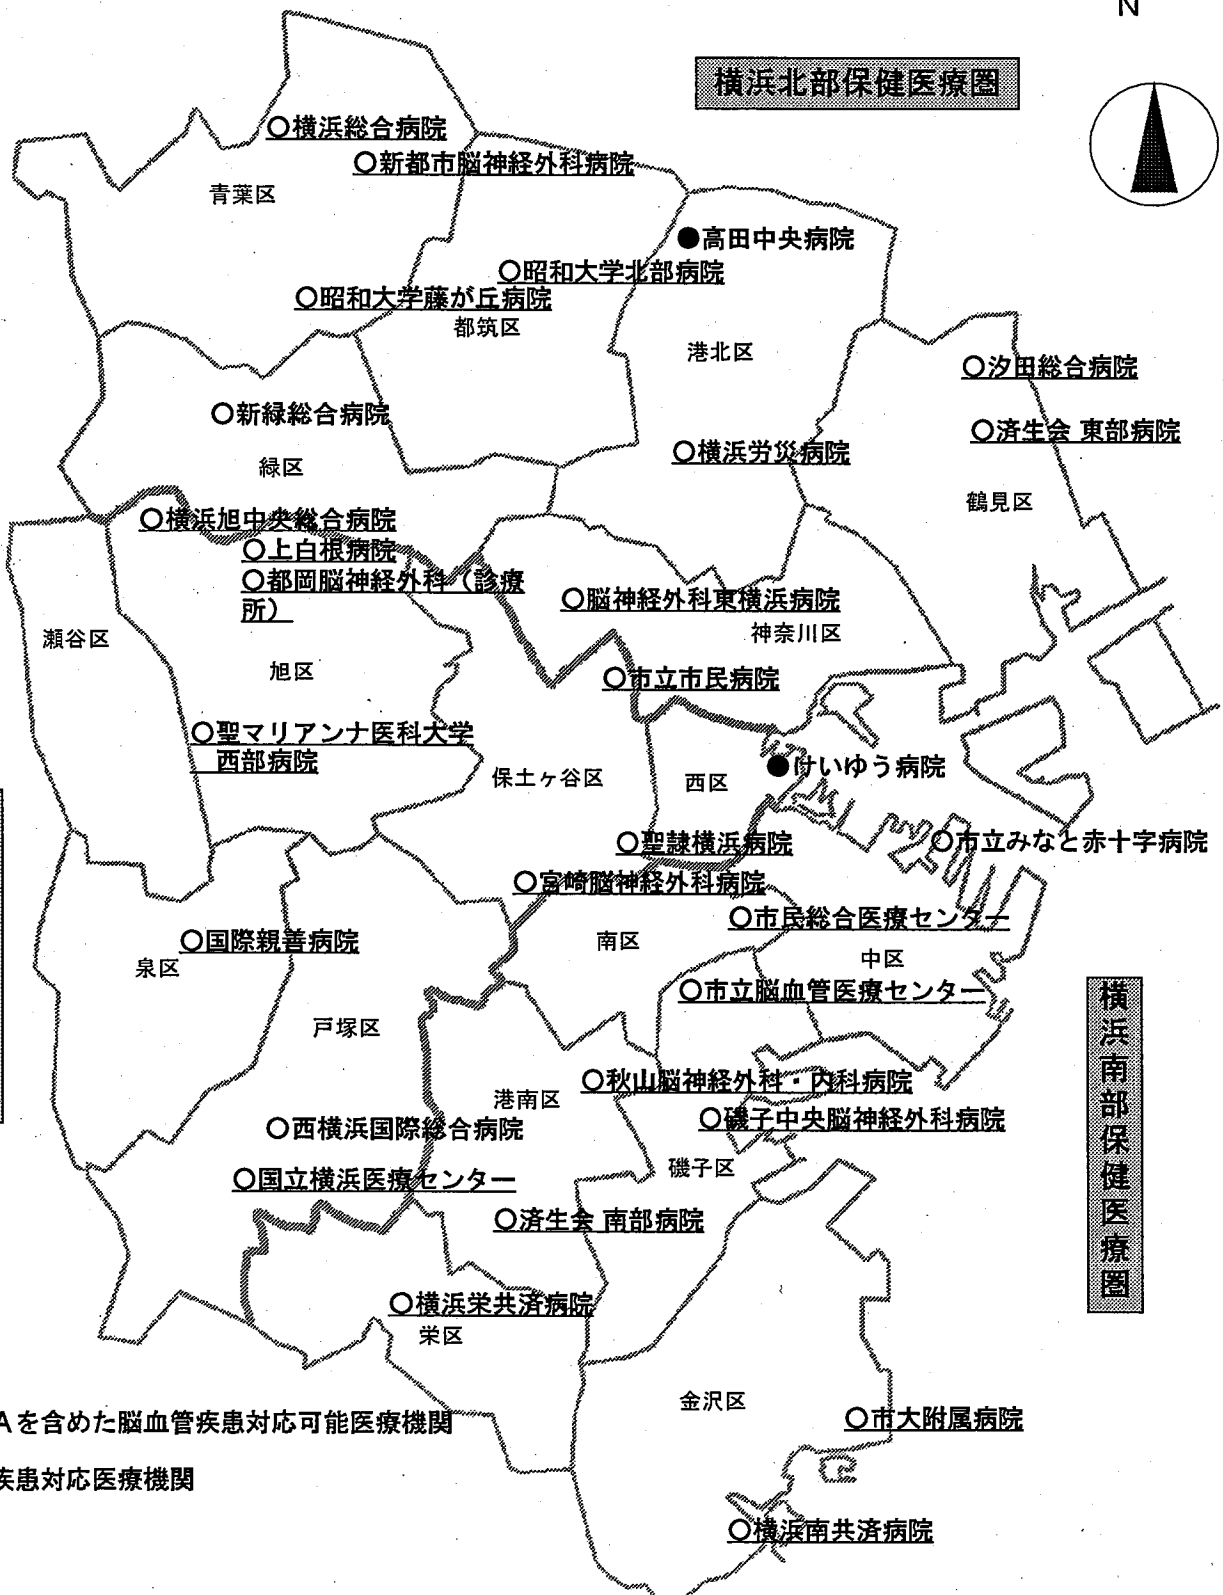 N
横浜北部保健医療圏
○横浜総合病院
○新都市脳神経外科病院
青葉区
●高田中央病院
○昭和大学北部病院
○昭和大学藤が丘病院
都筑区
港北区
○汐田総合病院
○新緑総合病院
○済生会 東部病院
○横浜労災病院
緑区
鶴見区
○横浜旭中央総合病院
○上白根病院
○都岡脳神経外科（診療
所）
○脳神経外科東横浜病院
瀬谷区
神奈川区
旭区
○市立市民病院
○聖マリアンナ医科大学
西部病院
保土ヶ谷区
西区
●けいゆう病院
○聖隷横浜病院
○市立みなと赤十字病院
○宮崎脳神経外科病院
○市民総合医療センター
○国際親善病院
泉区
南区
中区
○市立脳血管医療センター
横浜南部保健医療圏
戸塚区
○秋山脳神経外科・内科病院
港南区
○磯子中央脳神経外科病院
○西横浜国際総合病院
磯子区
○国立横浜医療センター
○済生会 南部病院
○横浜栄共済病院
栄区
金沢区
○市大附属病院
Aを含めた脳血管疾患対応可能医療機関
疾患対応医療機関
○横浜南共済病院